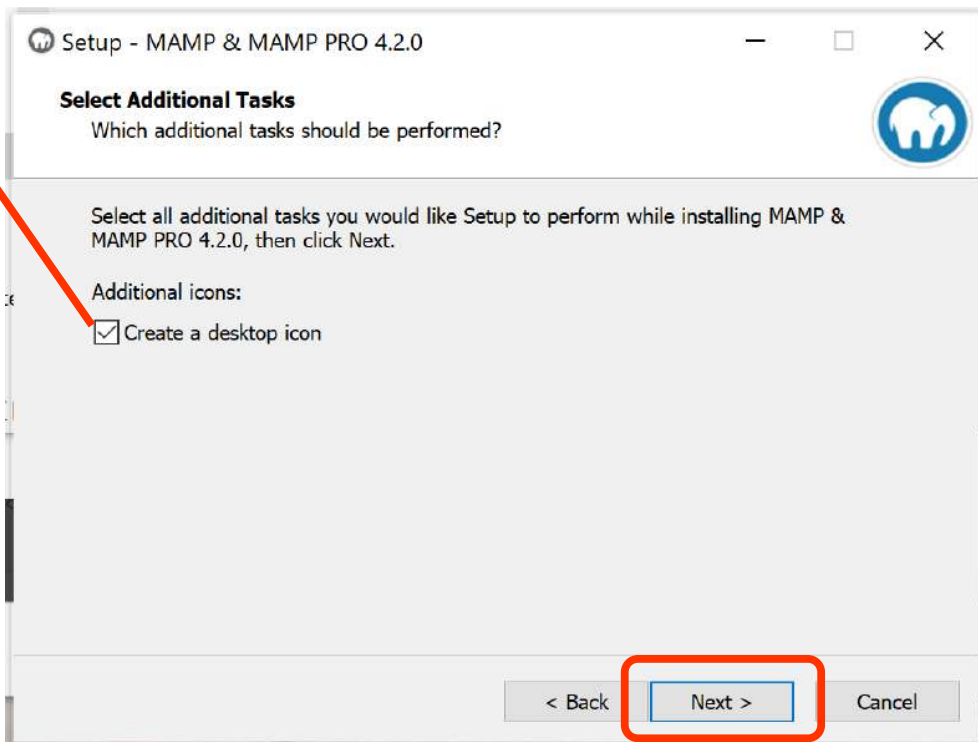 Setup - MAMP & MAMP PRO 4.2.0
Select Additional Tasks
Which additional tasks should be performed?
Select all additional tasks you would like Setup to perform while installing MAMP &
MAMP PRO 4.2.0, then click Next.
Additional icons:
Create a desktop icon
< Back
Next >
Cancel